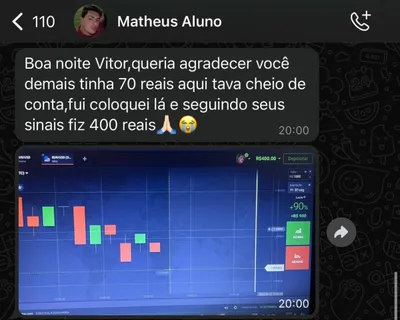 110 Matheus Aluno
Boa noite Vitor,queria agradecer você
demais tinha 70 reais aqui tava cheio de
conta,fui coloquei lá e seguindo seus
sinais fiz 400 reais🙏🏻😭
20:00
R$400.00
+90%
20:00